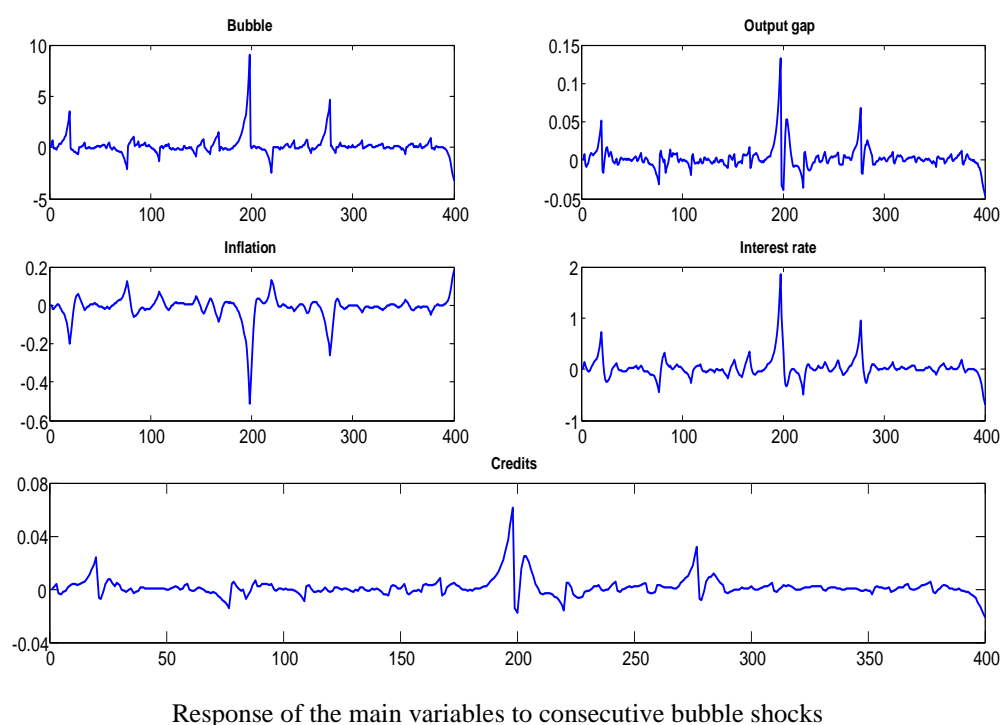 Bubble
Output gap
10
5
0
-5
0 100 200 300 400
0.15
0.1
0.05
0
-0.05
0 100 200 300 400
Inflation
Interest rate
0.2
0
-0.2
-0.4
-0.6
0 100 200 300 400
2
1
0
-1
0 100 200 300 400
Credits
0.08
0.04
0
-0.04
0 50 100 150 200 250 300 350 400
Response of the main variables to consecutive bubble shocks